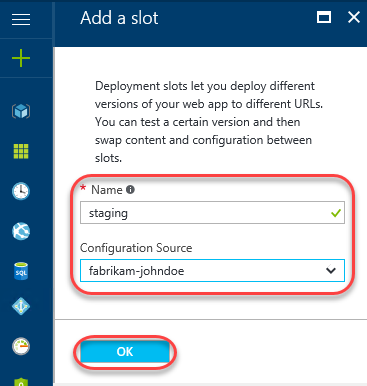 Add a slot
Deployment slots let you deploy different
versions of your web app to different URLs.
You can test a certain version and then
swap content and configuration between
slots.
* Name
staging
Configuration Source
fabrikam-johndoe
OK
SQL